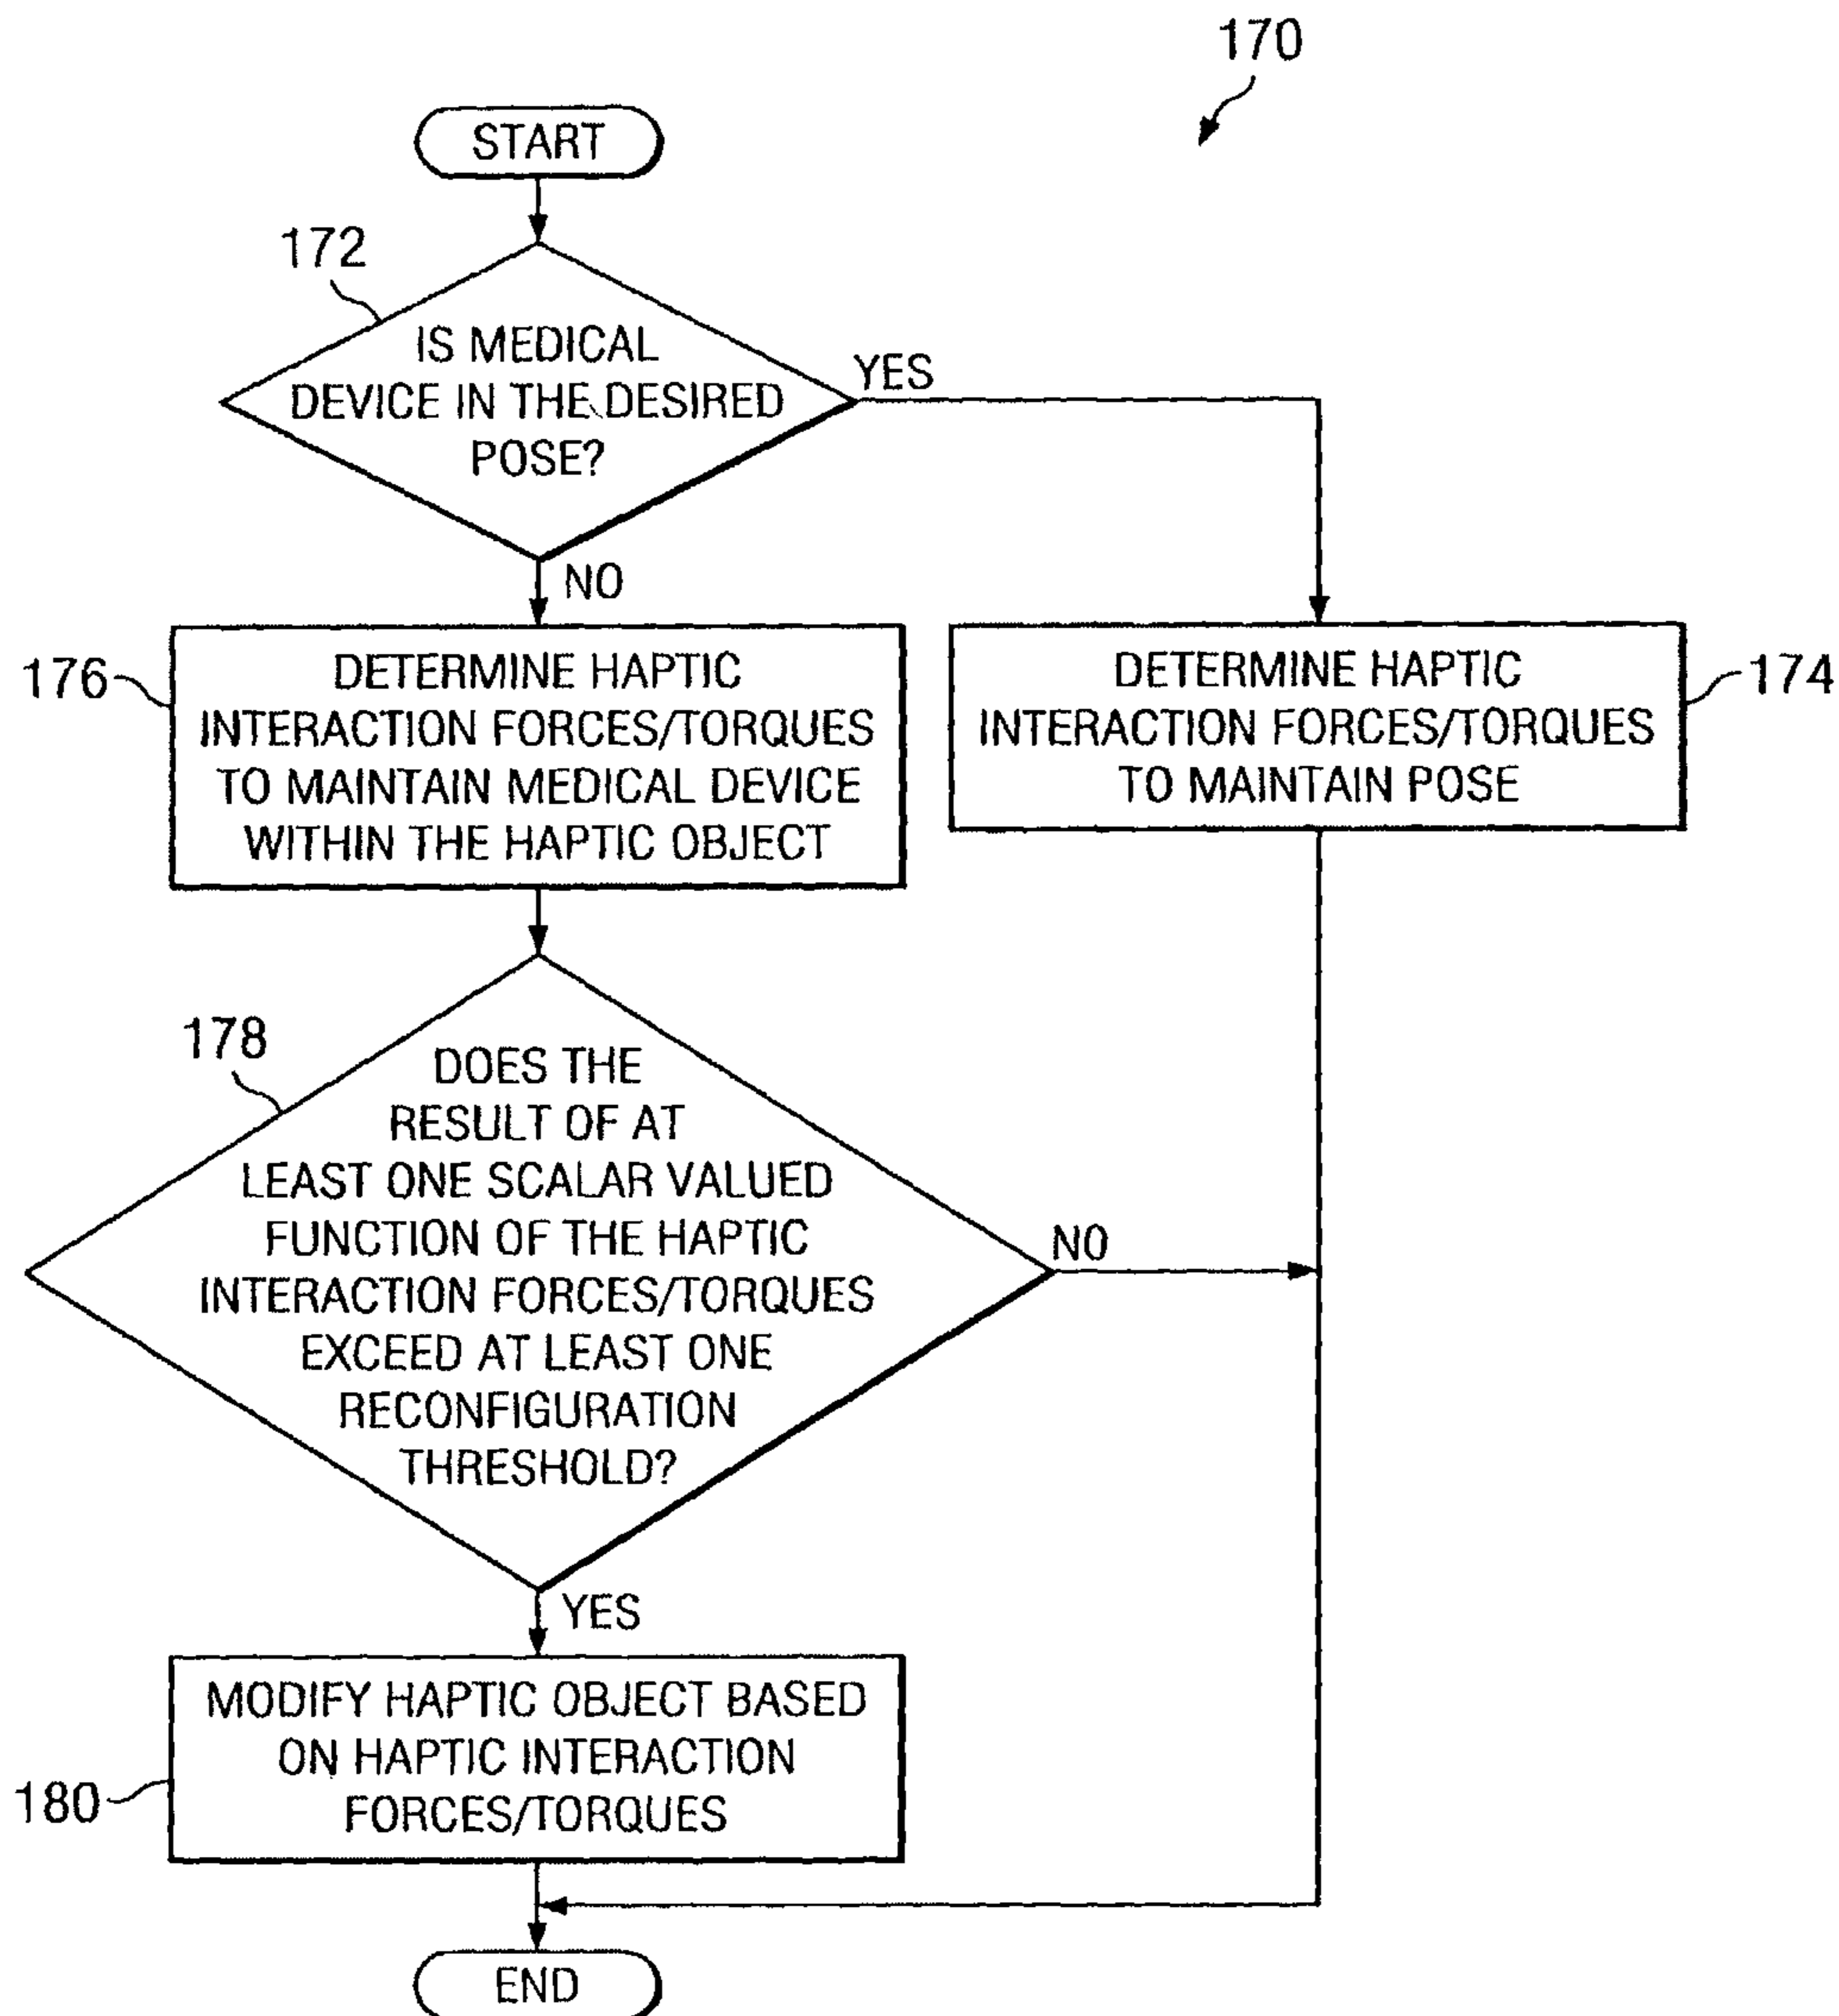 170
START
172
IS MEDICAL
DEVICE IN THE DESIRED
POSE?
YES
NO
176
DETERMINE HAPTIC
INTERACTION FORCES/TORQUES
TO MAINTAIN MEDICAL DEVICE
WITHIN THE HAPTIC OBJECT
DETERMINE HAPTIC
INTERACTION FORCES/TORQUES
TO MAINTAIN POSE
174
178
DOES THE
RESULT OF AT
LEAST ONE SCALAR VALUED
FUNCTION OF THE HAPTIC
INTERACTION FORCES/TORQUES
EXCEED AT LEAST ONE
RECONFIGURATION
THRESHOLD?
NO
YES
MODIFY HAPTIC OBJECT BASED
ON HAPTIC INTERACTION
FORCES/TORQUES
180
END